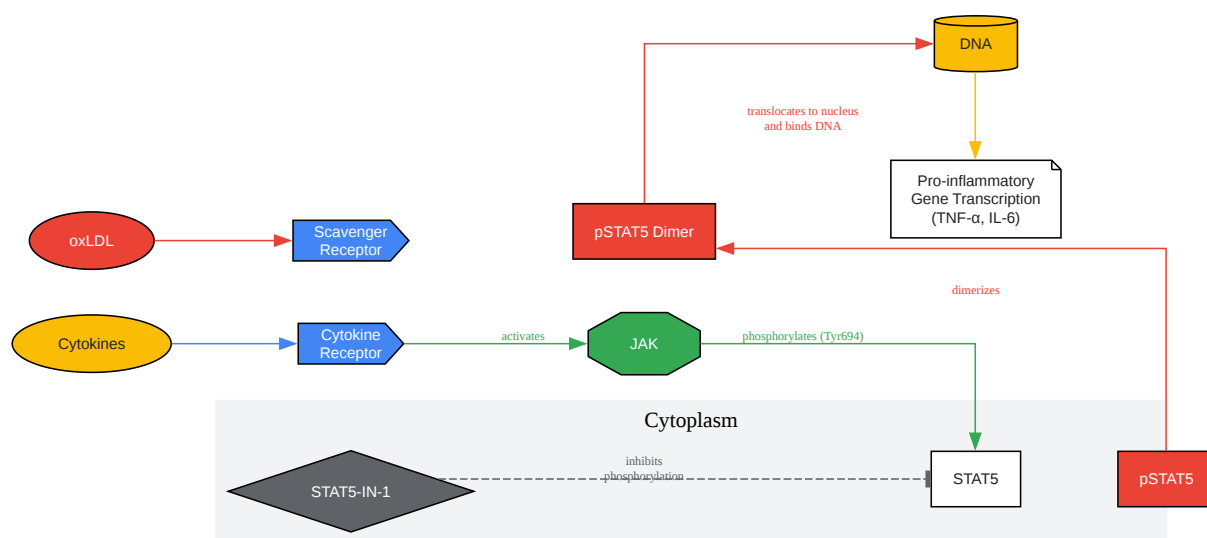 DNA
translocates to nucleus
and binds DNA
Pro-inflammatory
Gene Transcription
(TNF-α, IL-6)
oxLDL
Scavenger
Receptor
pSTAT5 Dimer
dimerizes
Cytokines
Cytokine
Receptor
activates
JAK
phosphorylates (Tyr694)
Cytoplasm
STAT5-IN-1
inhibits
phosphorylation
STAT5
pSTAT5